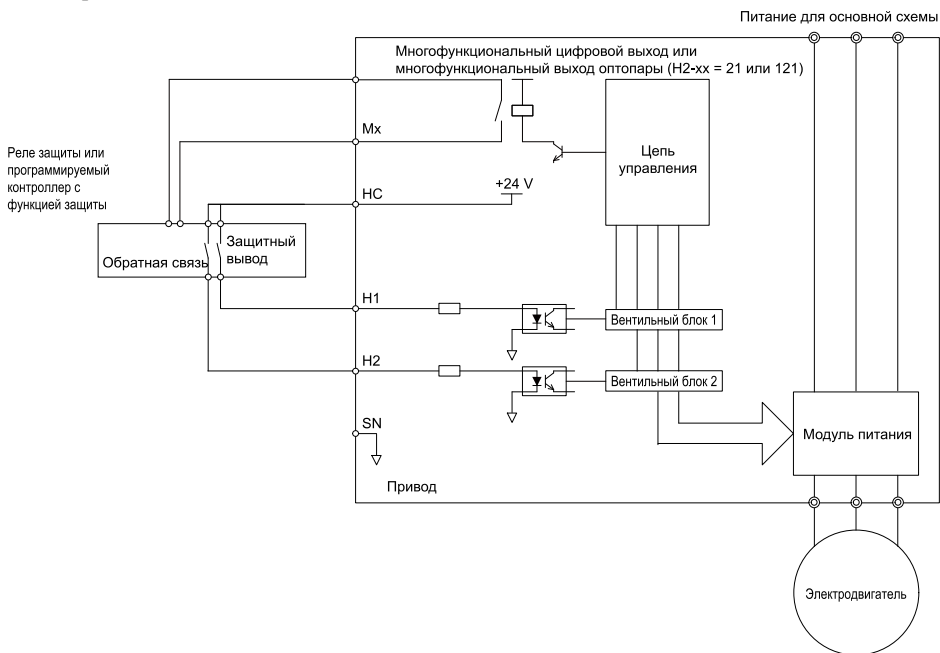 Питание для основной схемы
Многофункциональный цифровой выход или
многофункциональный выход оптопары (H2-xx = 21 или 121)
Mx
Цепь
управления
Реле защиты или
программируемый
контроллер с
функцией защиты
HC
+24 V
Защитный
вывод
Обратная связь
H1
Вентильный блок 1
H2
Вентильный блок 2
SN
Модуль питания
Привод
Электродвигатель